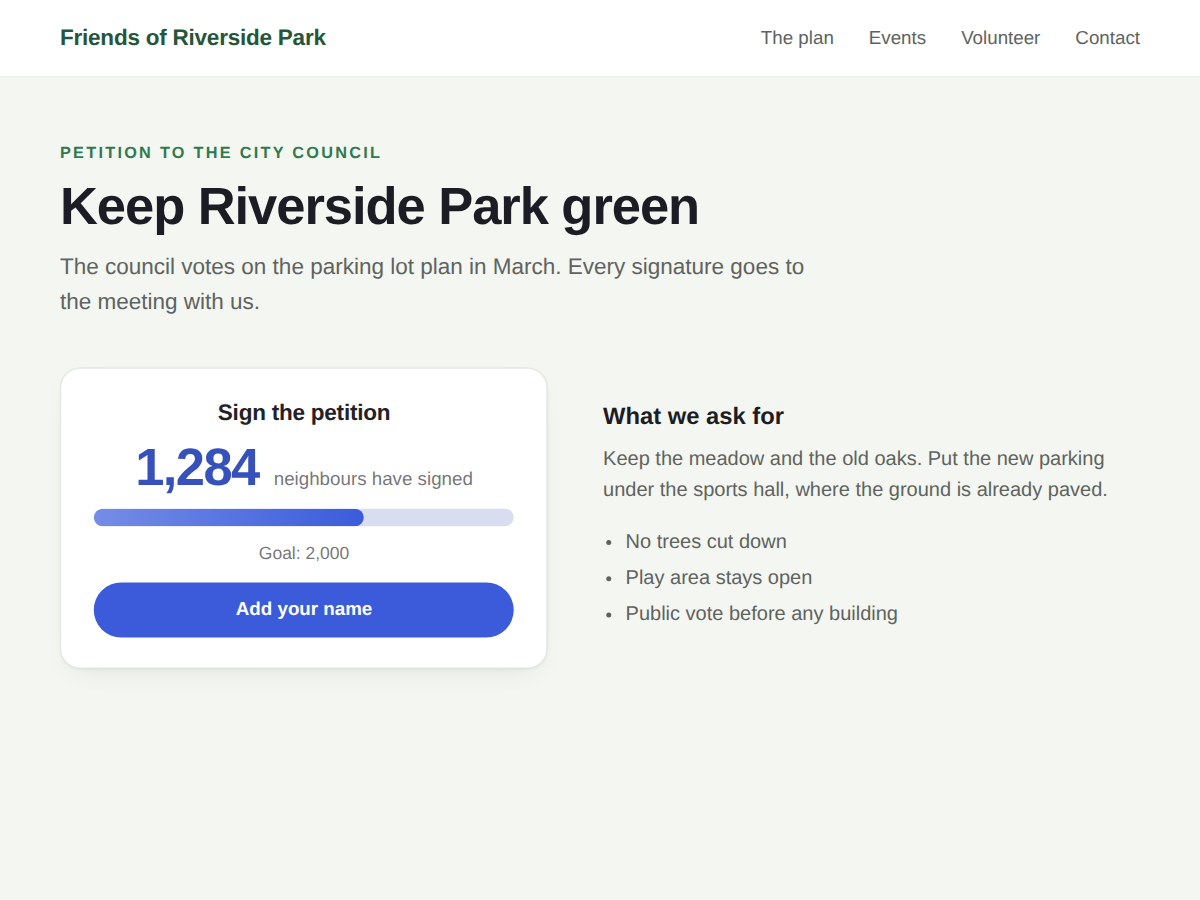 Friends of Riverside Park
The plan
Events
Volunteer
Contact
PETITION TO THE CITY COUNCIL
Keep Riverside Park green
The council votes on the parking lot plan in March. Every signature goes to
the meeting with us.
Sign the petition
1,284 neighbours have signed
Goal: 2,000
Add your name
What we ask for
Keep the meadow and the old oaks. Put the new parking
under the sports hall, where the ground is already paved.
• No trees cut down
• Play area stays open
• Public vote before any building